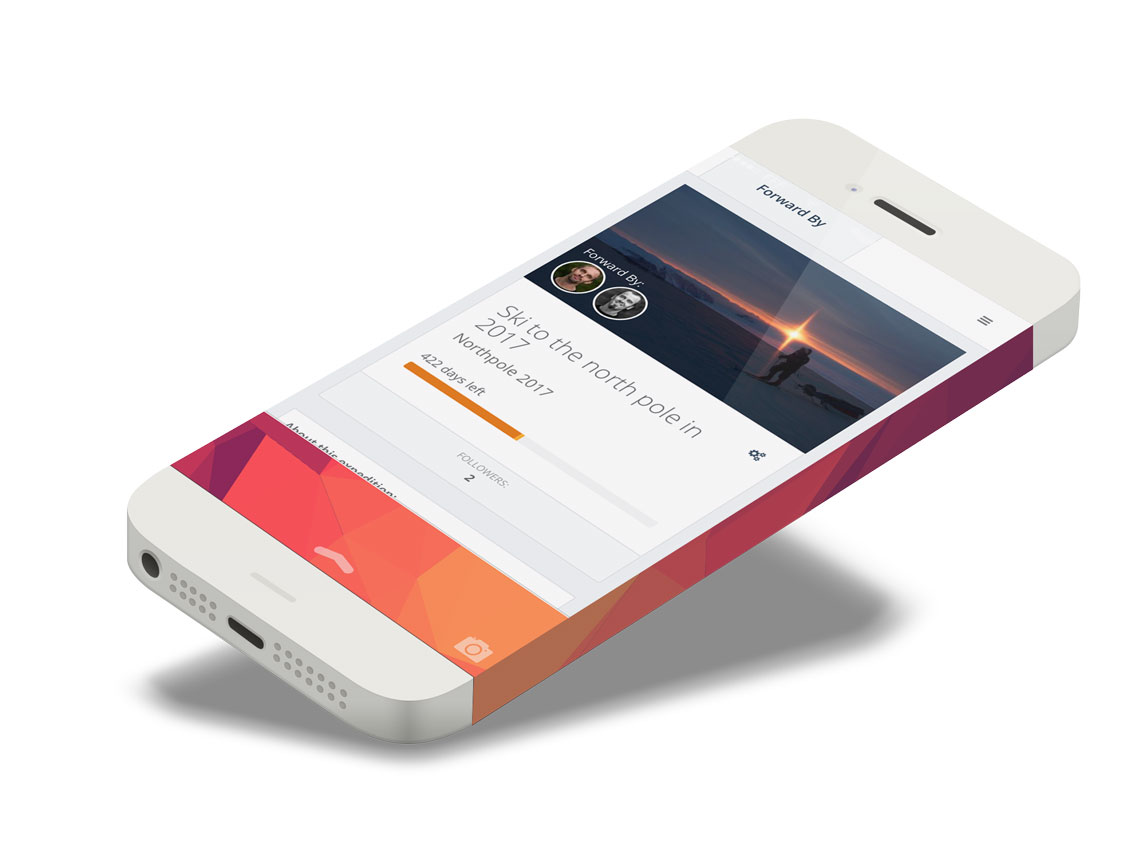 Forward By
Forward By:
Ski to the north pole in
2017
Northpole 2017
422 days left
FOLLOWERS:
2
About this expedition: